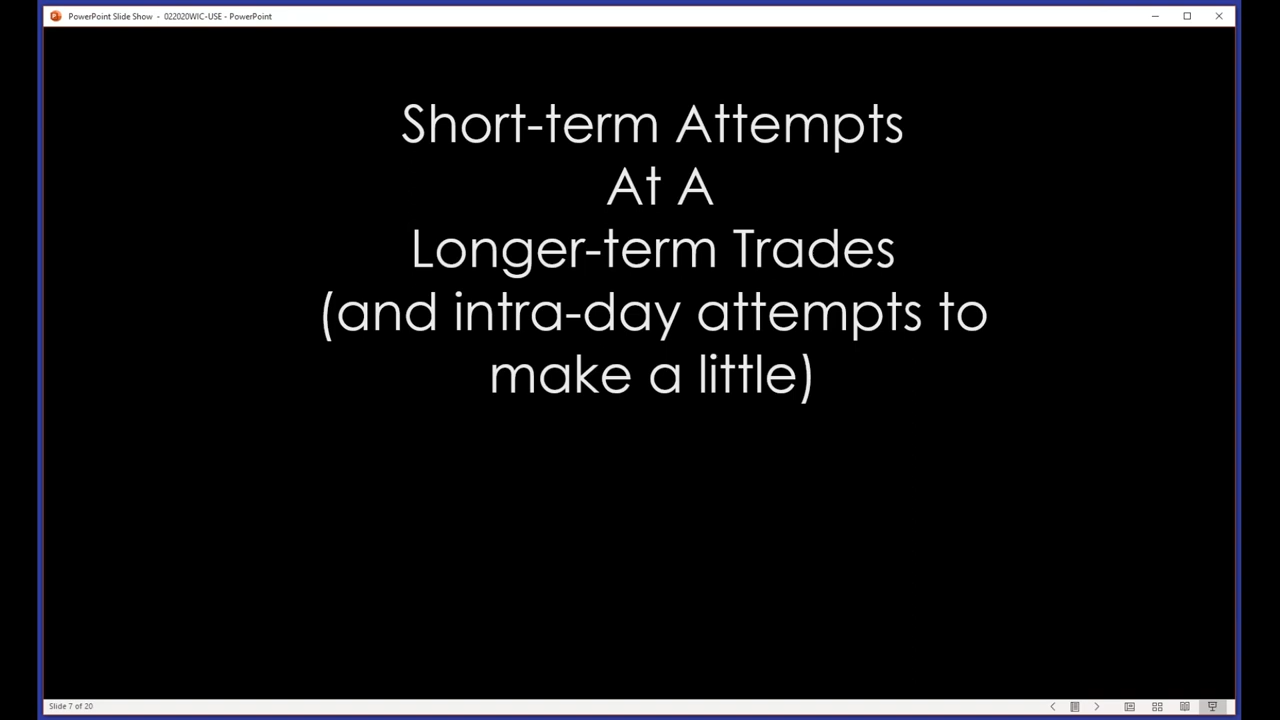 PowerPoint Slide Show - 022020WIC-USE - PowerPoint
Short-term Attempts
At A
Longer-term Trades
(and intra-day attempts to
make a little)
Slide 7 of 20